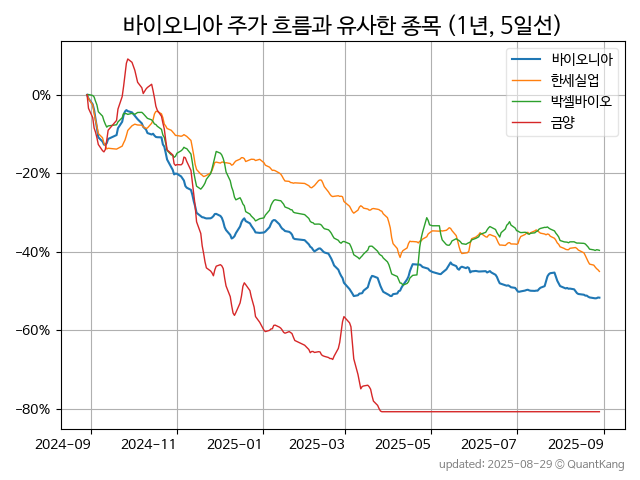 바이오니아 주가 흐름과 유사한 종목 (1년, 5일선)
바이오니아
한세실업
박셀바이오
금양
0%
−20%
−40%
−60%
−80%
2024-09 2024-11 2025-01 2025-03 2025-05 2025-07 2025-09
updated: 2025-08-29 © QuantKang